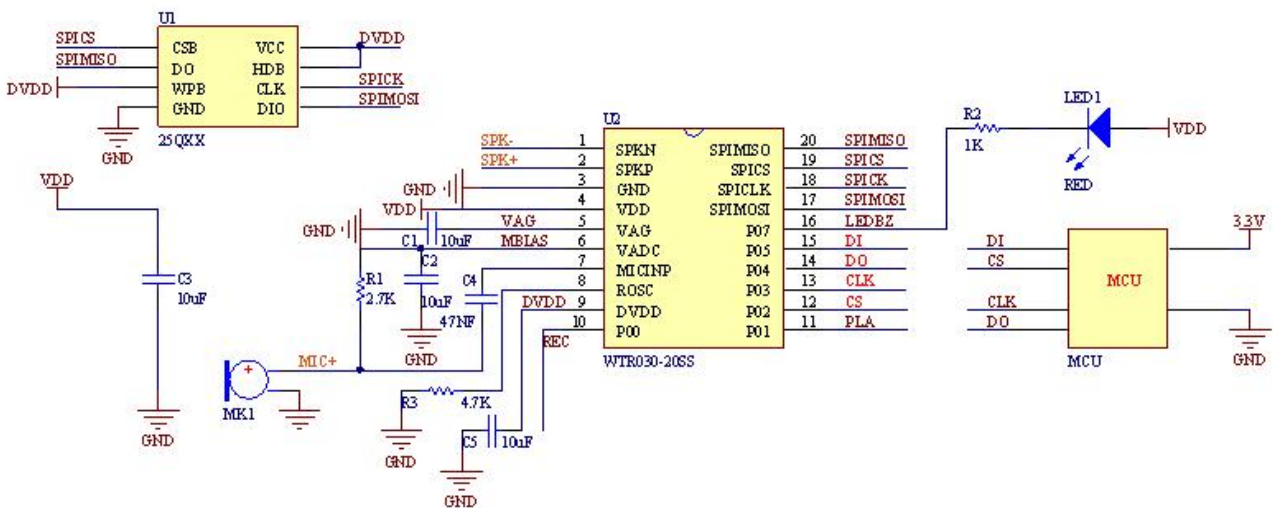 U1
SPICS CSB VCC DVDD
SPIMISO DO HDB
DVDD WPB CLK SPICK
GND DIO SPIMOSI
GND 25QXX
VDD
C3
10uF
GND
U2
SPK- 1 SPKN SPIMISO 20 SPIMISO
SPK+ 2 SPKP SPICS 19 SPICS
GND 3 GND SPICLK 18 SPICK
VDD 4 VDD SPIMOSI 17 SPIMOSI
GND VAG 5 VAG P07 16 LEDBZ
C1 10uF MBIAS 6 VADC P05 15 DI
7 MICINP P04 14 DO
8 ROSC P03 13 CLK
DVDD 9 DVDD P02 12 CS
REC 10 P00 P01 11 PLA
WTR030-20SS
R1
2.7K
C2
10uF
GND
C4
47NF
MIC+
+
MK1
GND
R3 4.7K
GND
C5 10uF
GND
R2
1K
LED1
VDD
RED
3.3V
DI
CS
MCU
CLK
DO
GND
MCU